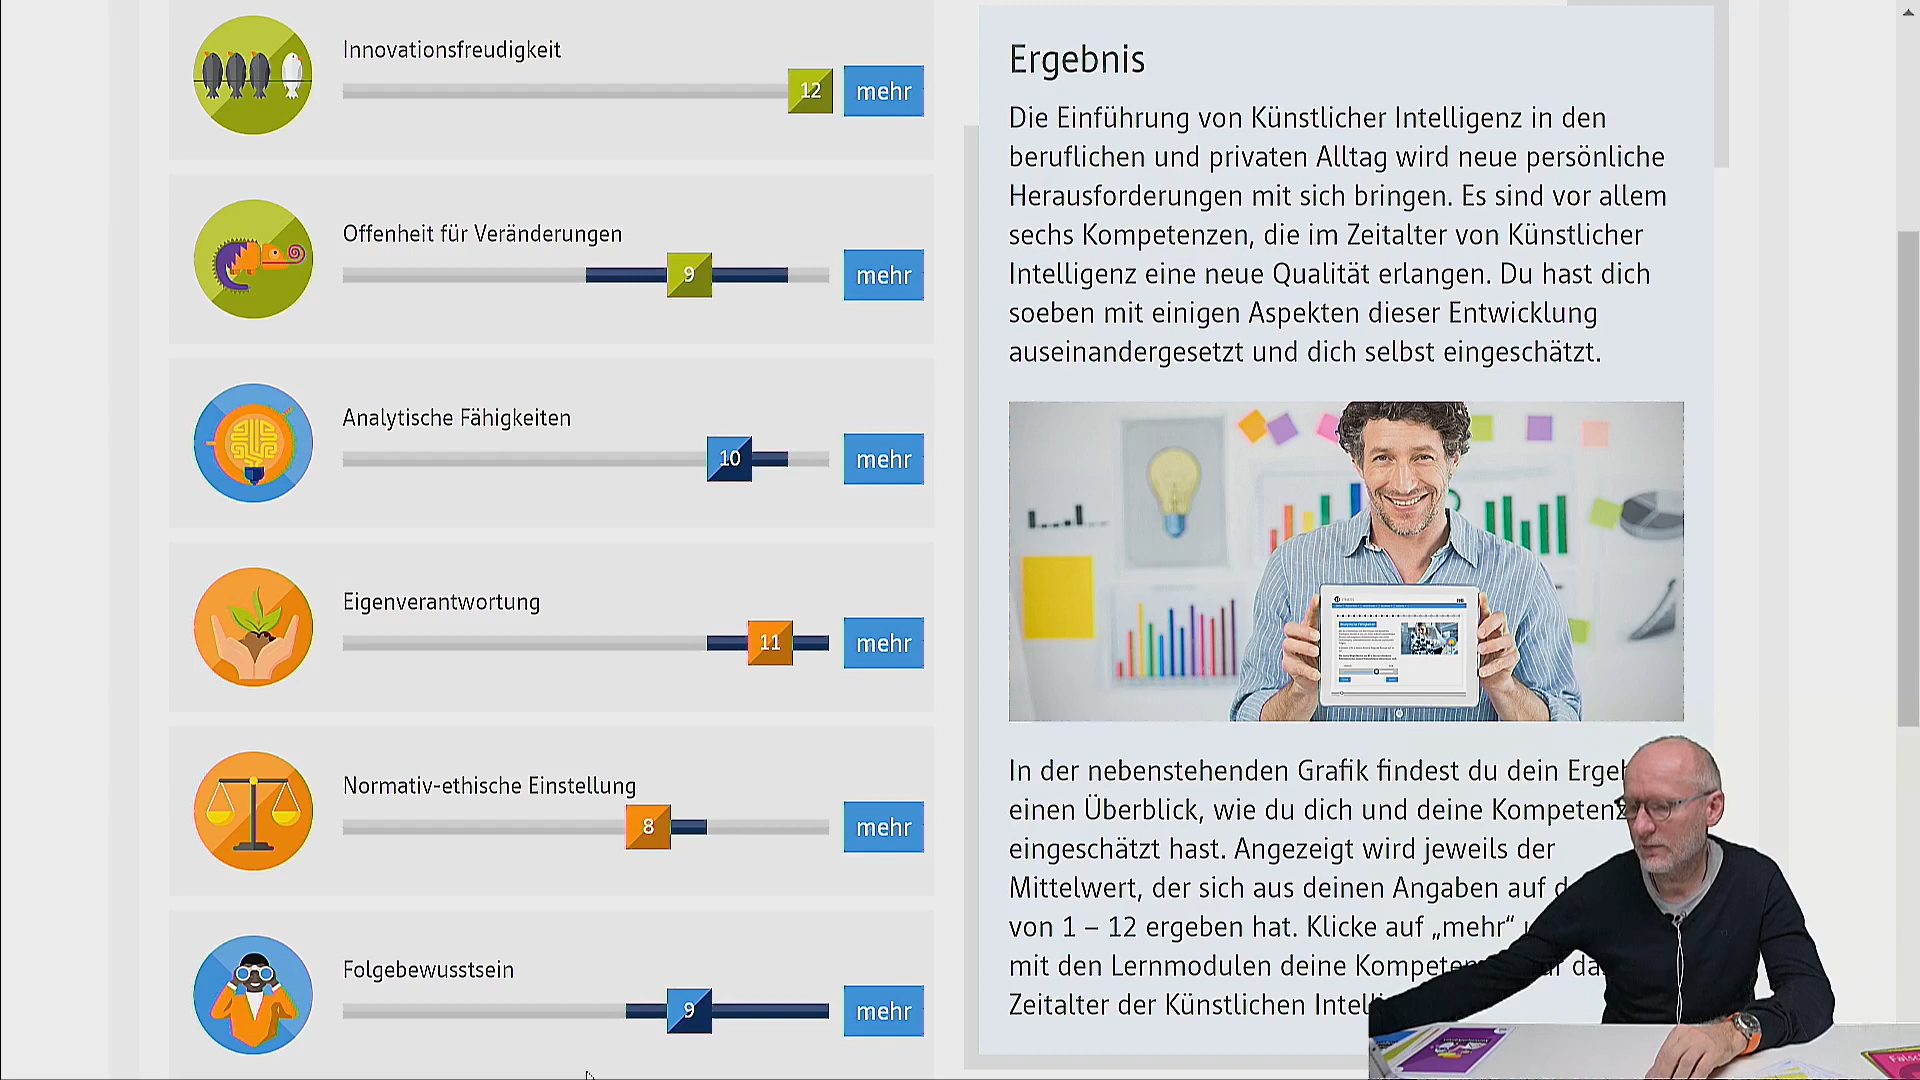 Innovationsfreudigkeit
12
mehr
Offenheit für Veränderungen
9
mehr
Analytische Fähigkeiten
10
mehr
Eigenverantwortung
11
mehr
Normativ-ethische Einstellung
8
mehr
Folgebewusstsein
9
mehr
Ergebnis
Die Einführung von Künstlicher Intelligenz in den
beruflichen und privaten Alltag wird neue persönliche
Herausforderungen mit sich bringen. Es sind vor allem
sechs Kompetenzen, die im Zeitalter von Künstlicher
Intelligenz eine neue Qualität erlangen. Du hast dich
soeben mit einigen Aspekten dieser Entwicklung
auseinandergesetzt und dich selbst eingeschätzt.
In der nebenstehenden Grafik findest du dein
einen Überblick, wie du dich und deine
eingeschätzt hast. Angezeigt wird jeweils der
Mittelwert, der sich aus deinen Angaben auf
von 1 – 12 ergeben hat. Klicke auf „mehr“
mit den Lernmodulen deine
Zeitalter der Künstlichen